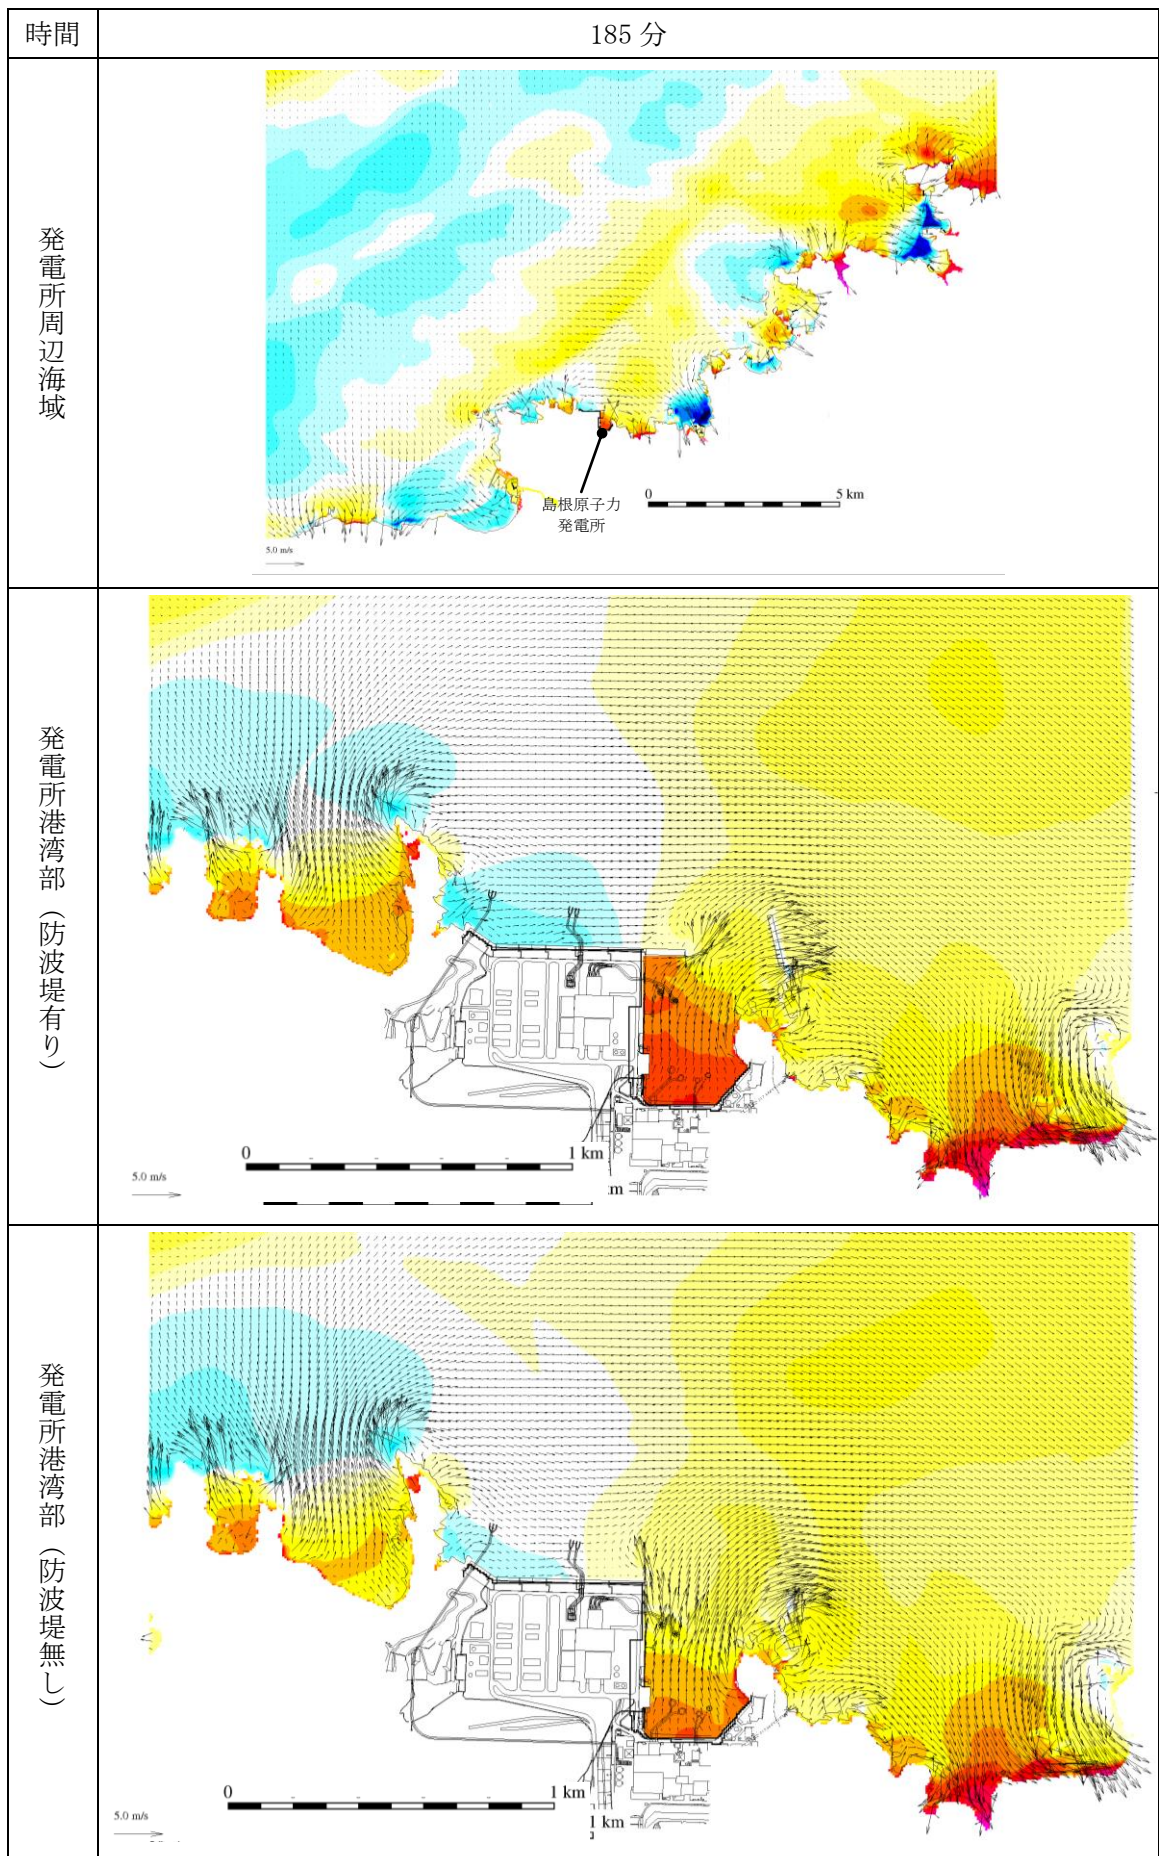 時間
185 分
発電所周辺海域
島根原子力
発電所
0
5 km
5.0 m/s
発電所港湾部（防波堤有り）
0
1 km
5.0 m/s
発電所港湾部（防波堤無し）
0
1 km
1 km
5.0 m/s